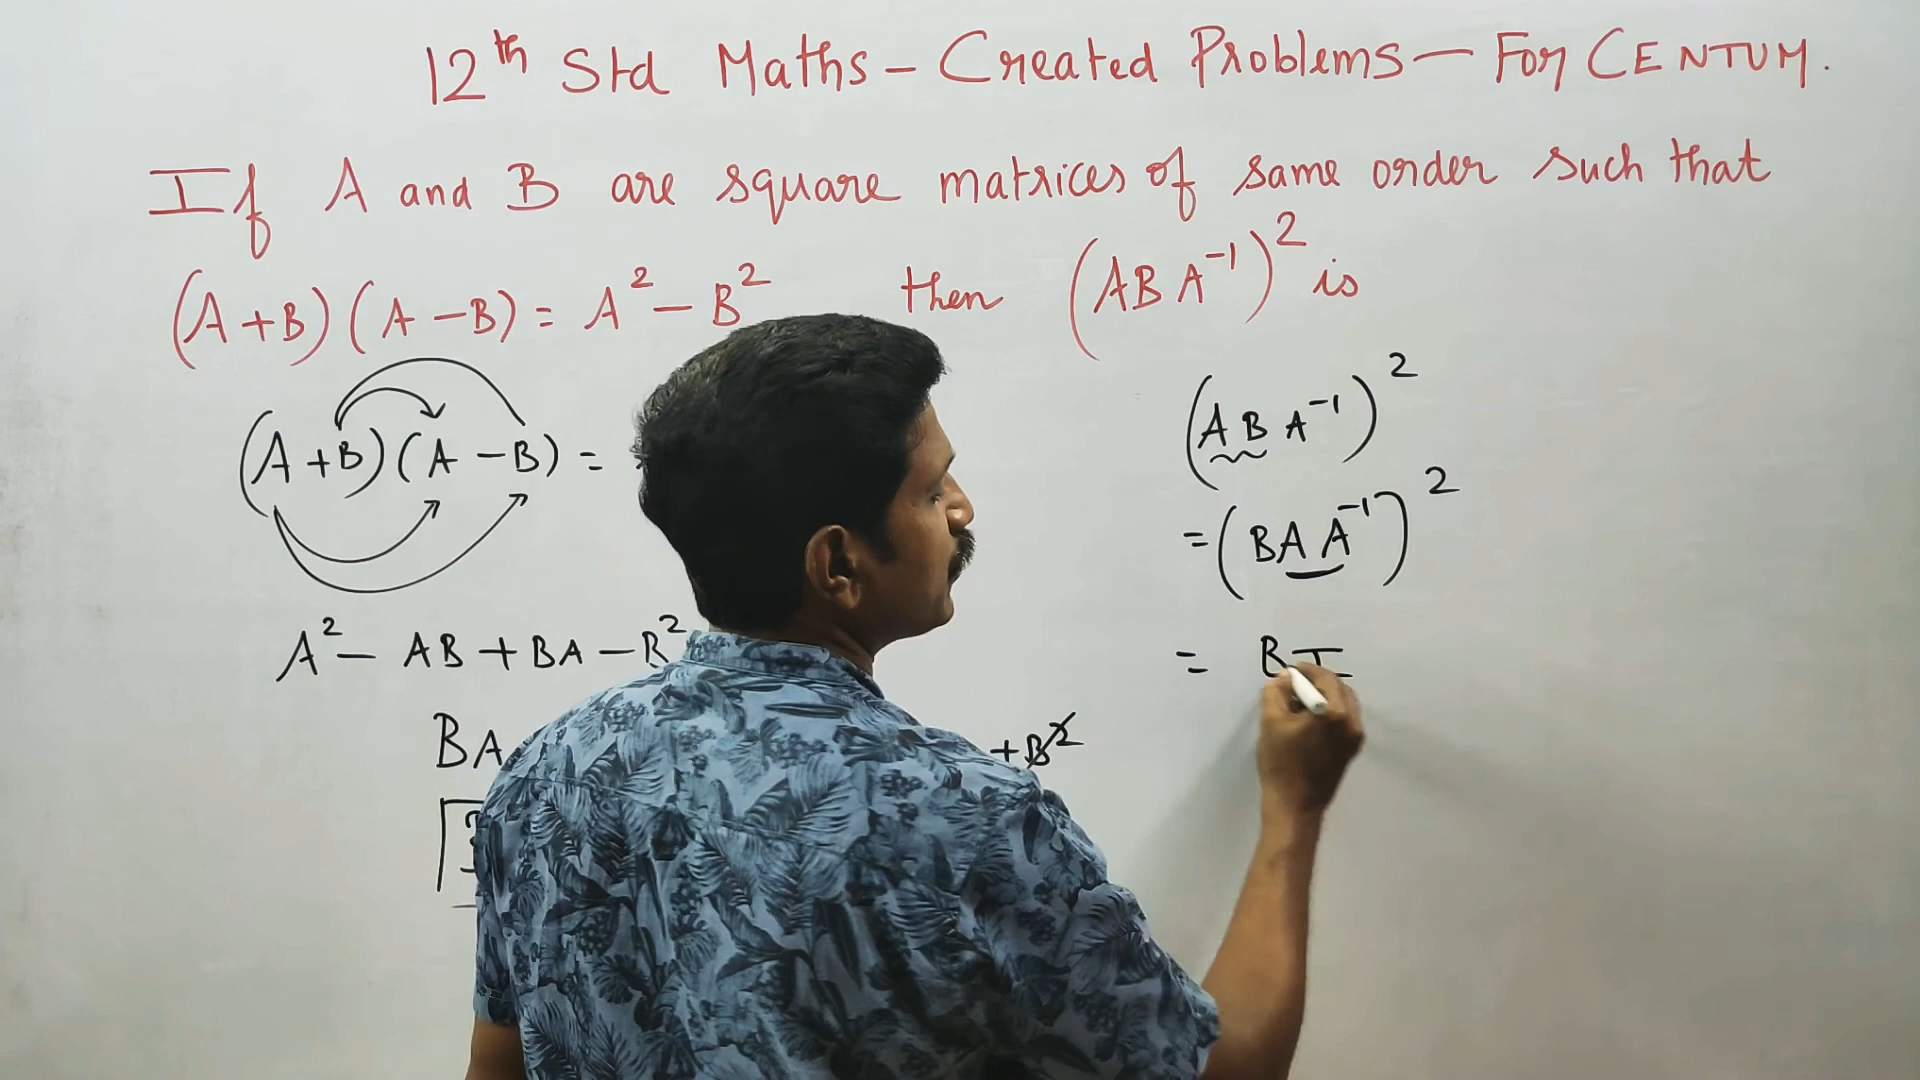 12th Std Maths - Created Problems - For CENTUM.
If A and B are square matrices of same order such that
(A+B)(A-B) = A² - B² then (ABA⁻¹)² is
(A+B)(A-B) =
A² - AB + BA - B²
BA + B²
(ABA⁻¹)²
= (BAA⁻¹)²
= BI